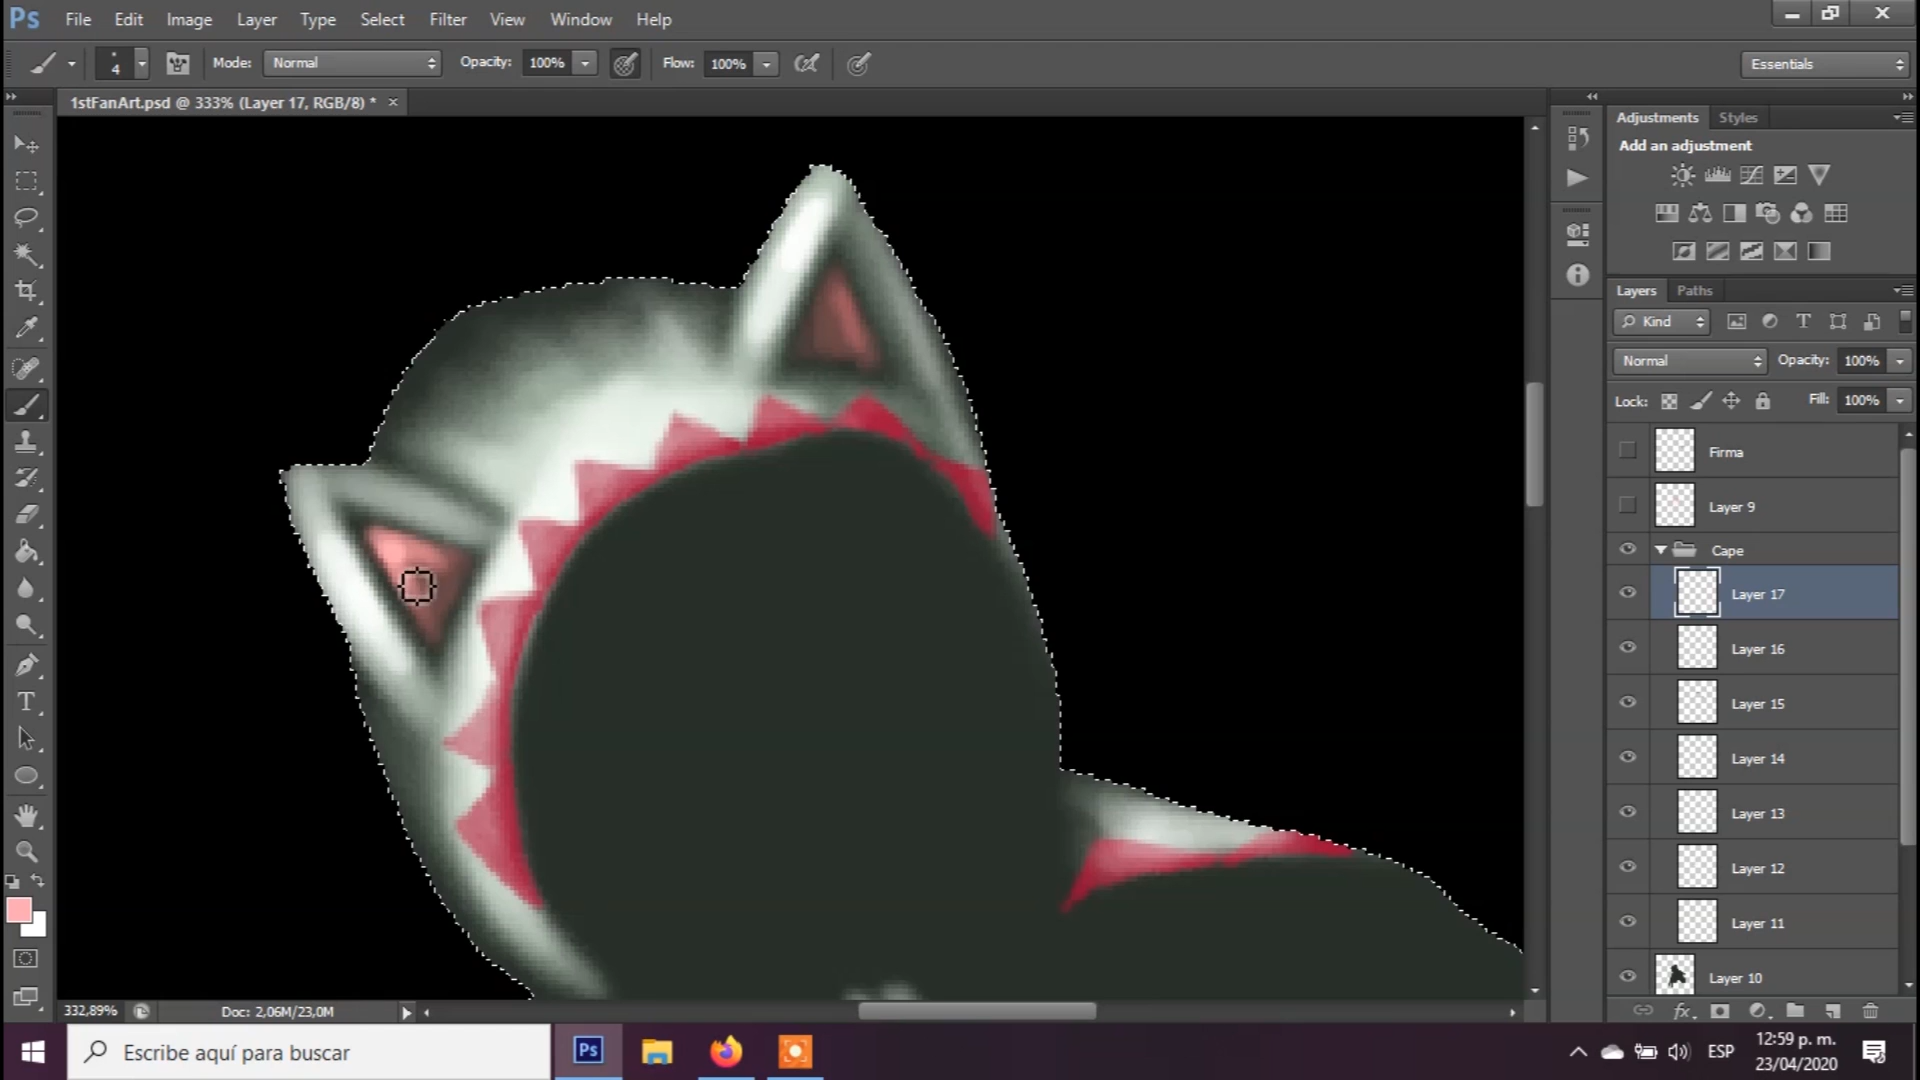 Ps File Edit Image Layer Type Select Filter View Window Help
4 Mode: Normal Opacity: 100% Flow: 100% Essentials
1stFanArt.psd @ 333% (Layer 17, RGB/8) * ×
Adjustments Styles
Add an adjustment
Layers Paths
Kind
Normal Opacity: 100%
Lock: Fill: 100%
Firma
Layer 9
Cape
Layer 17
Layer 16
Layer 15
Layer 14
Layer 13
Layer 12
Layer 11
Layer 10
332,89% Doc: 2,06M/23,0M
Escribe aquí para buscar
Ps
ESP
12:59 p. m.
23/04/2020